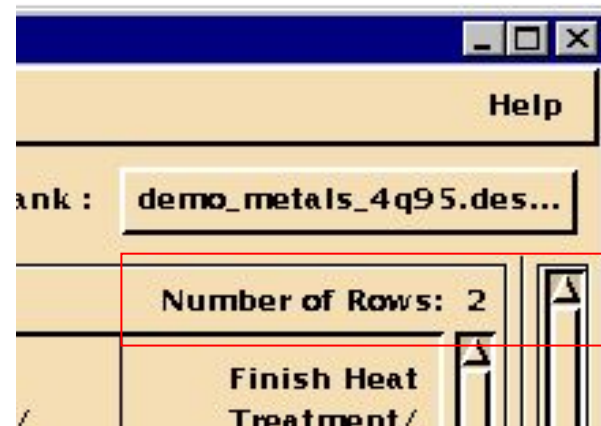 Help
ank : demo_metals_4q95.des...
Number of Rows: 2
Finish Heat
/ Treatment/